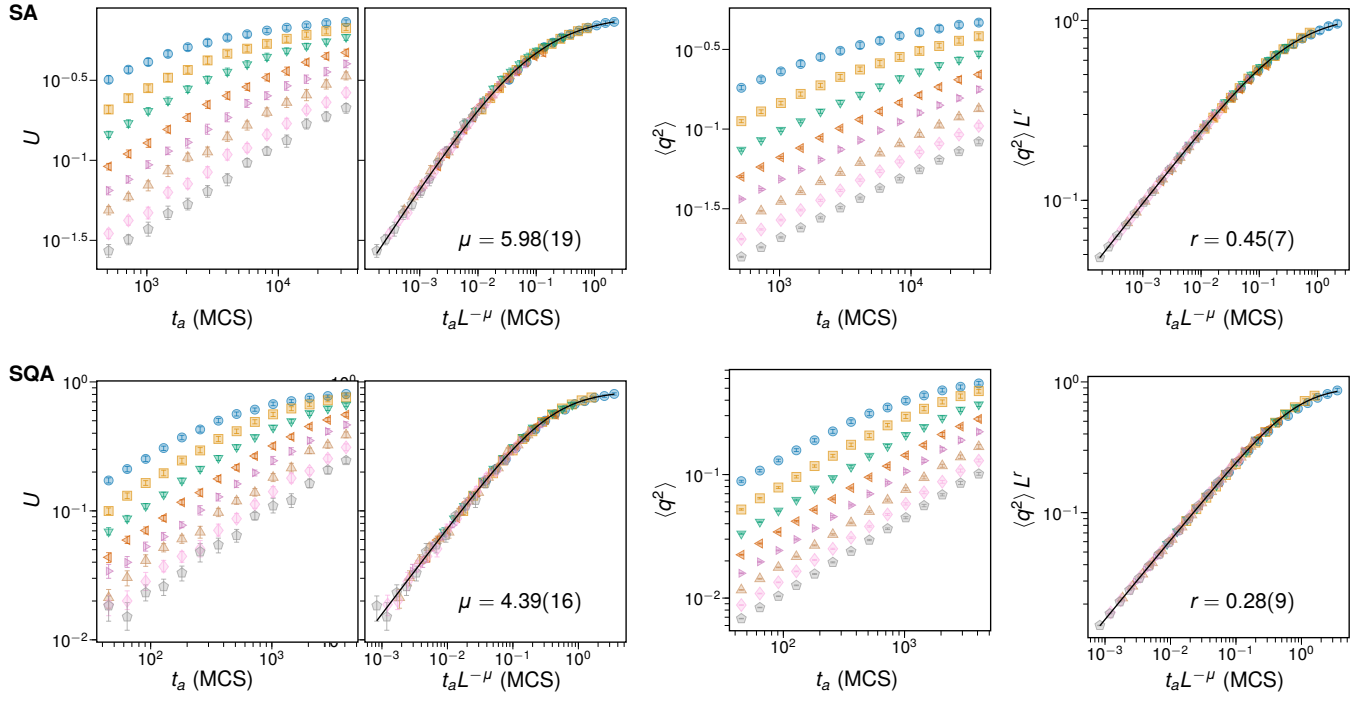 SA
U
10^−0.5
10^−1
10^−1.5
10^3
10^4
t_a (MCS)
μ = 5.98(19)
10^−3
10^−2
10^−1
10^0
t_a L^−μ (MCS)
⟨q^2⟩
10^−0.5
10^−1
10^−1.5
10^3
10^4
t_a (MCS)
⟨q^2⟩ L^r
10^0
10^−1
r = 0.45(7)
10^−3
10^−2
10^−1
10^0
t_a L^−μ (MCS)
SQA
U
10^0
10^−1
10^−2
10^2
10^3
t_a (MCS)
μ = 4.39(16)
10^−3
10^−2
10^−1
10^0
t_a L^−μ (MCS)
⟨q^2⟩
10^−1
10^−2
10^2
10^3
t_a (MCS)
⟨q^2⟩ L^r
10^0
10^−1
r = 0.28(9)
10^−3
10^−2
10^−1
10^0
t_a L^−μ (MCS)